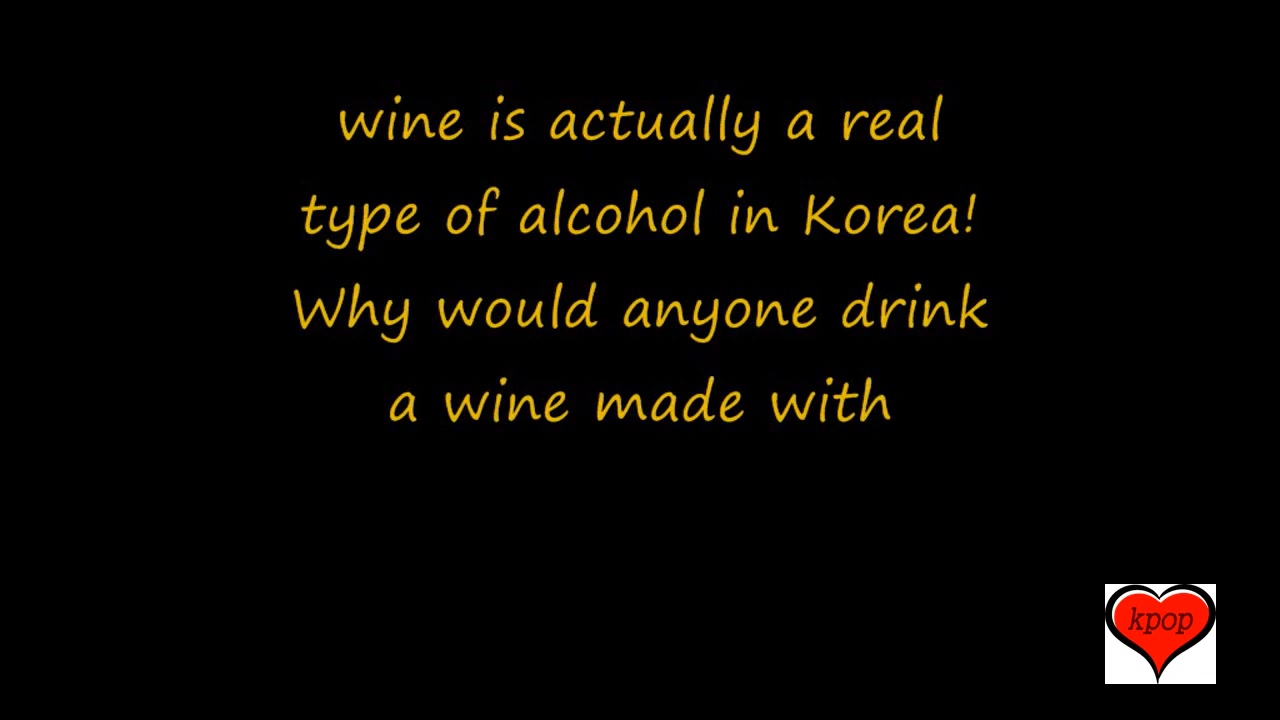 wine is actually a real
type of alcohol in Korea!
Why would anyone drink
a wine made with
kpop